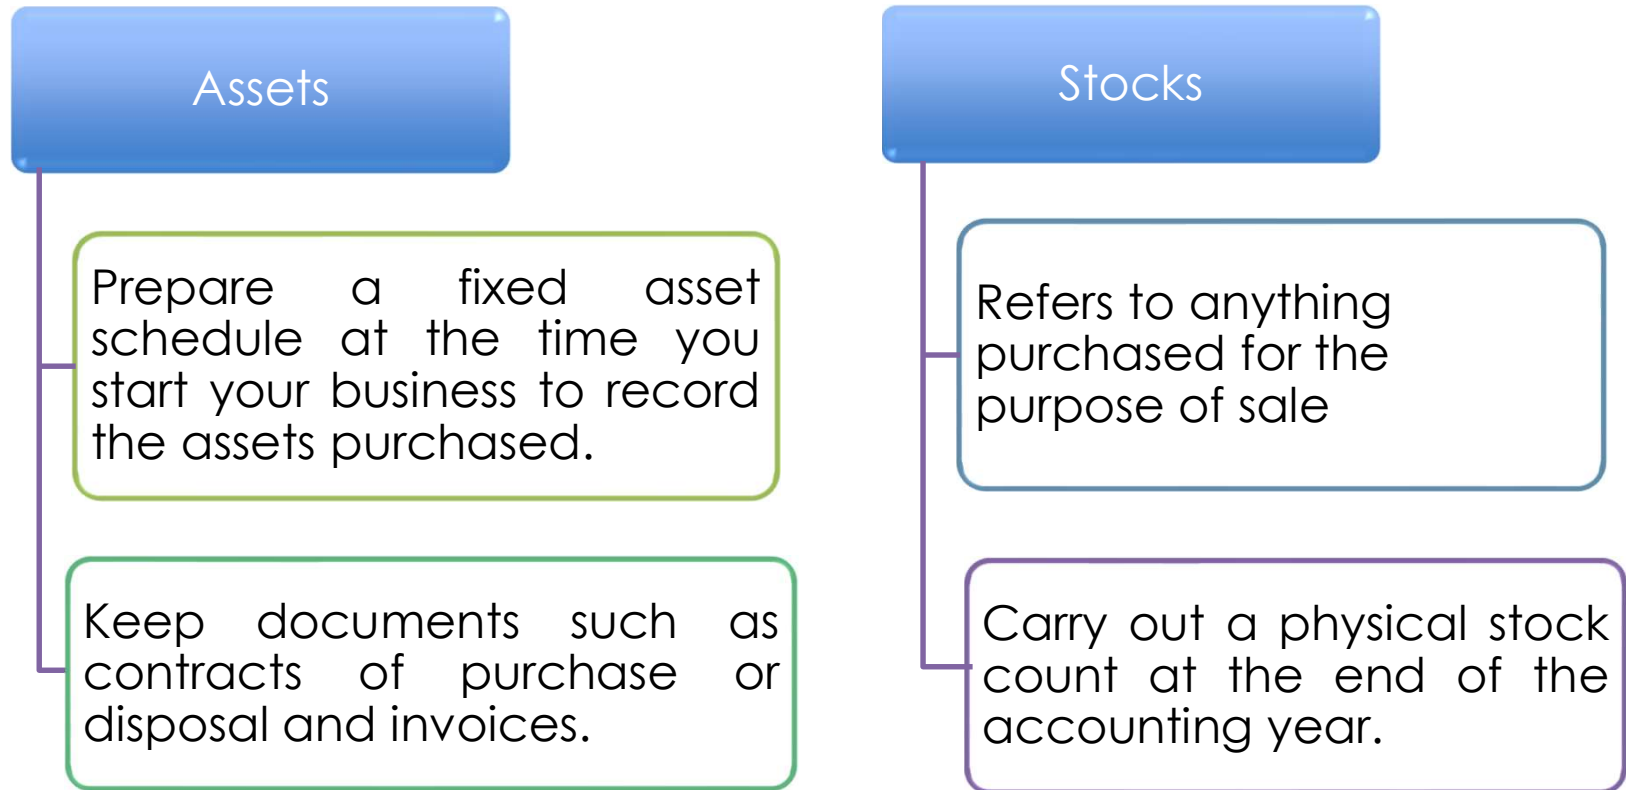 Assets
Prepare a fixed asset
schedule at the time you
start your business to record
the assets purchased.
Keep documents such as
contracts of purchase or
disposal and invoices.
Stocks
Refers to anything
purchased for the
purpose of sale
Carry out a physical stock
count at the end of the
accounting year.